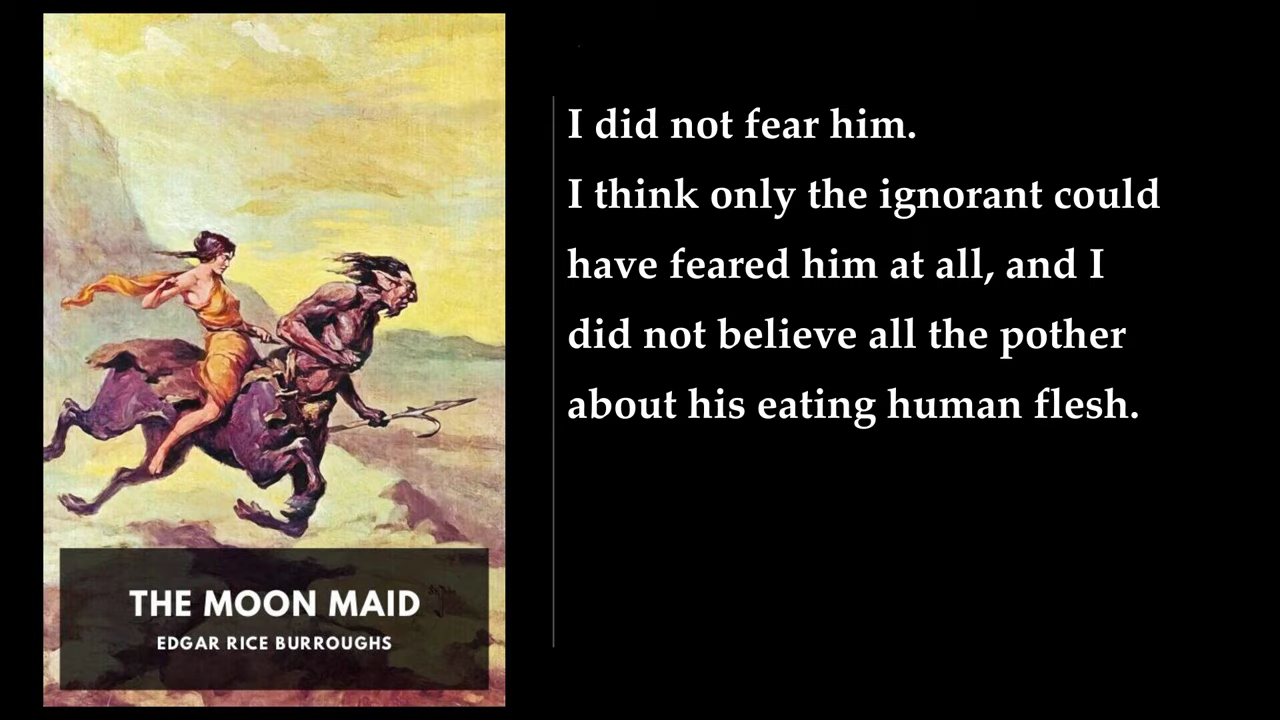 THE MOON MAID
EDGAR RICE BURROUGHS
I did not fear him.
I think only the ignorant could
have feared him at all, and I
did not believe all the pother
about his eating human flesh.